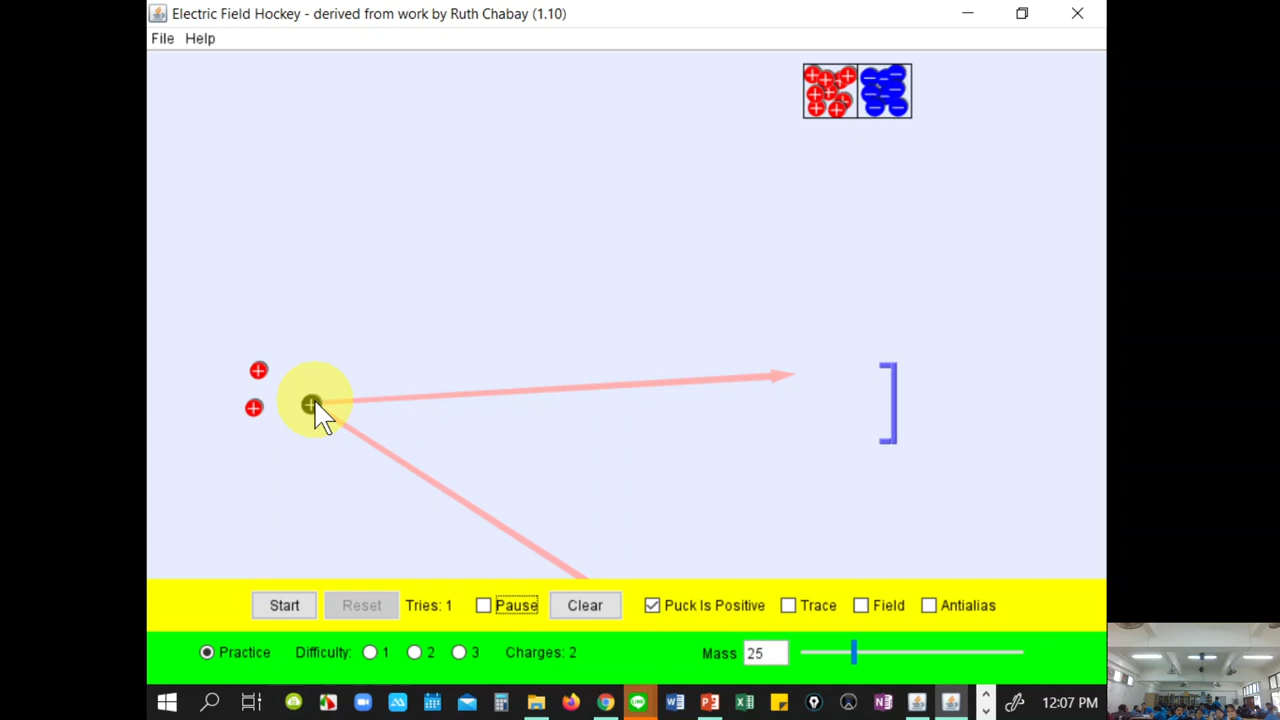 Electric Field Hockey - derived from work by Ruth Chabay (1.10)
File Help
Start Reset Tries: 1 Pause Clear Puck Is Positive Trace Field Antialias
Practice Difficulty: 1 2 3 Charges: 2 Mass 25
12:07 PM